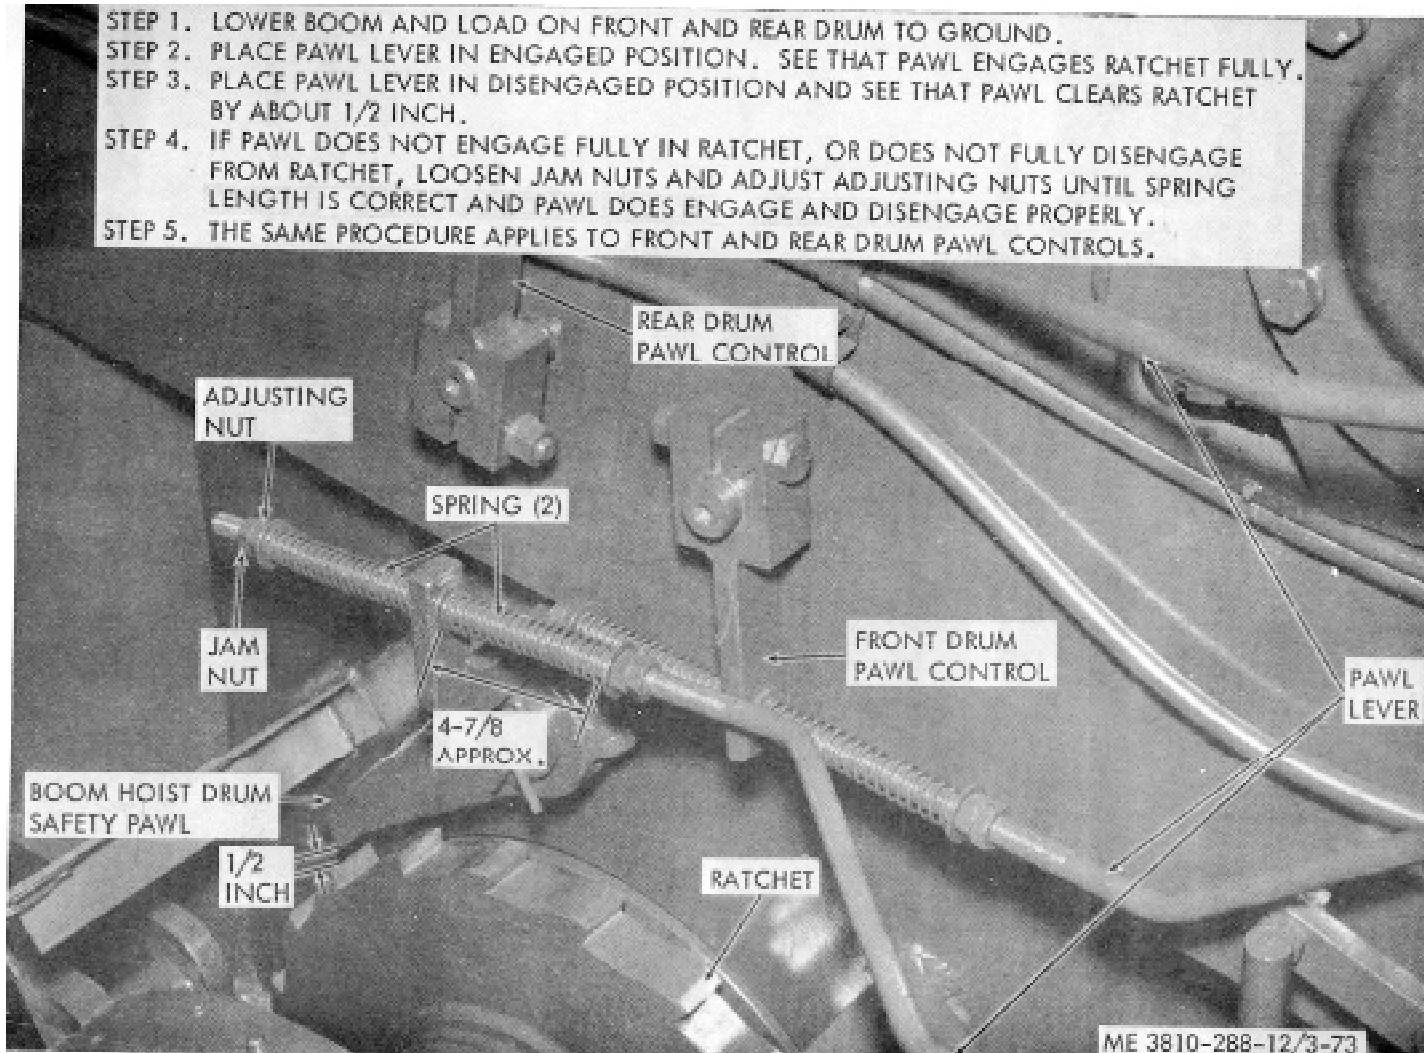 STEP 1. LOWER BOOM AND LOAD ON FRONT AND REAR DRUM TO GROUND.
STEP 2. PLACE PAWL LEVER IN ENGAGED POSITION. SEE THAT PAWL ENGAGES RATCHET FULLY.
STEP 3. PLACE PAWL LEVER IN DISENGAGED POSITION AND SEE THAT PAWL CLEARS RATCHET
BY ABOUT 1/2 INCH.
STEP 4. IF PAWL DOES NOT ENGAGE FULLY IN RATCHET, OR DOES NOT FULLY DISENGAGE
FROM RATCHET, LOOSEN JAM NUTS AND ADJUST ADJUSTING NUTS UNTIL SPRING
LENGTH IS CORRECT AND PAWL DOES ENGAGE AND DISENGAGE PROPERLY.
STEP 5. THE SAME PROCEDURE APPLIES TO FRONT AND REAR DRUM PAWL CONTROLS.
REAR DRUM
PAWL CONTROL
ADJUSTING
NUT
SPRING (2)
JAM
NUT
FRONT DRUM
PAWL CONTROL
PAWL
LEVER
4-7/8
APPROX.
BOOM HOIST DRUM
SAFETY PAWL
1/2
INCH
RATCHET
ME 3810-288-12/3-73